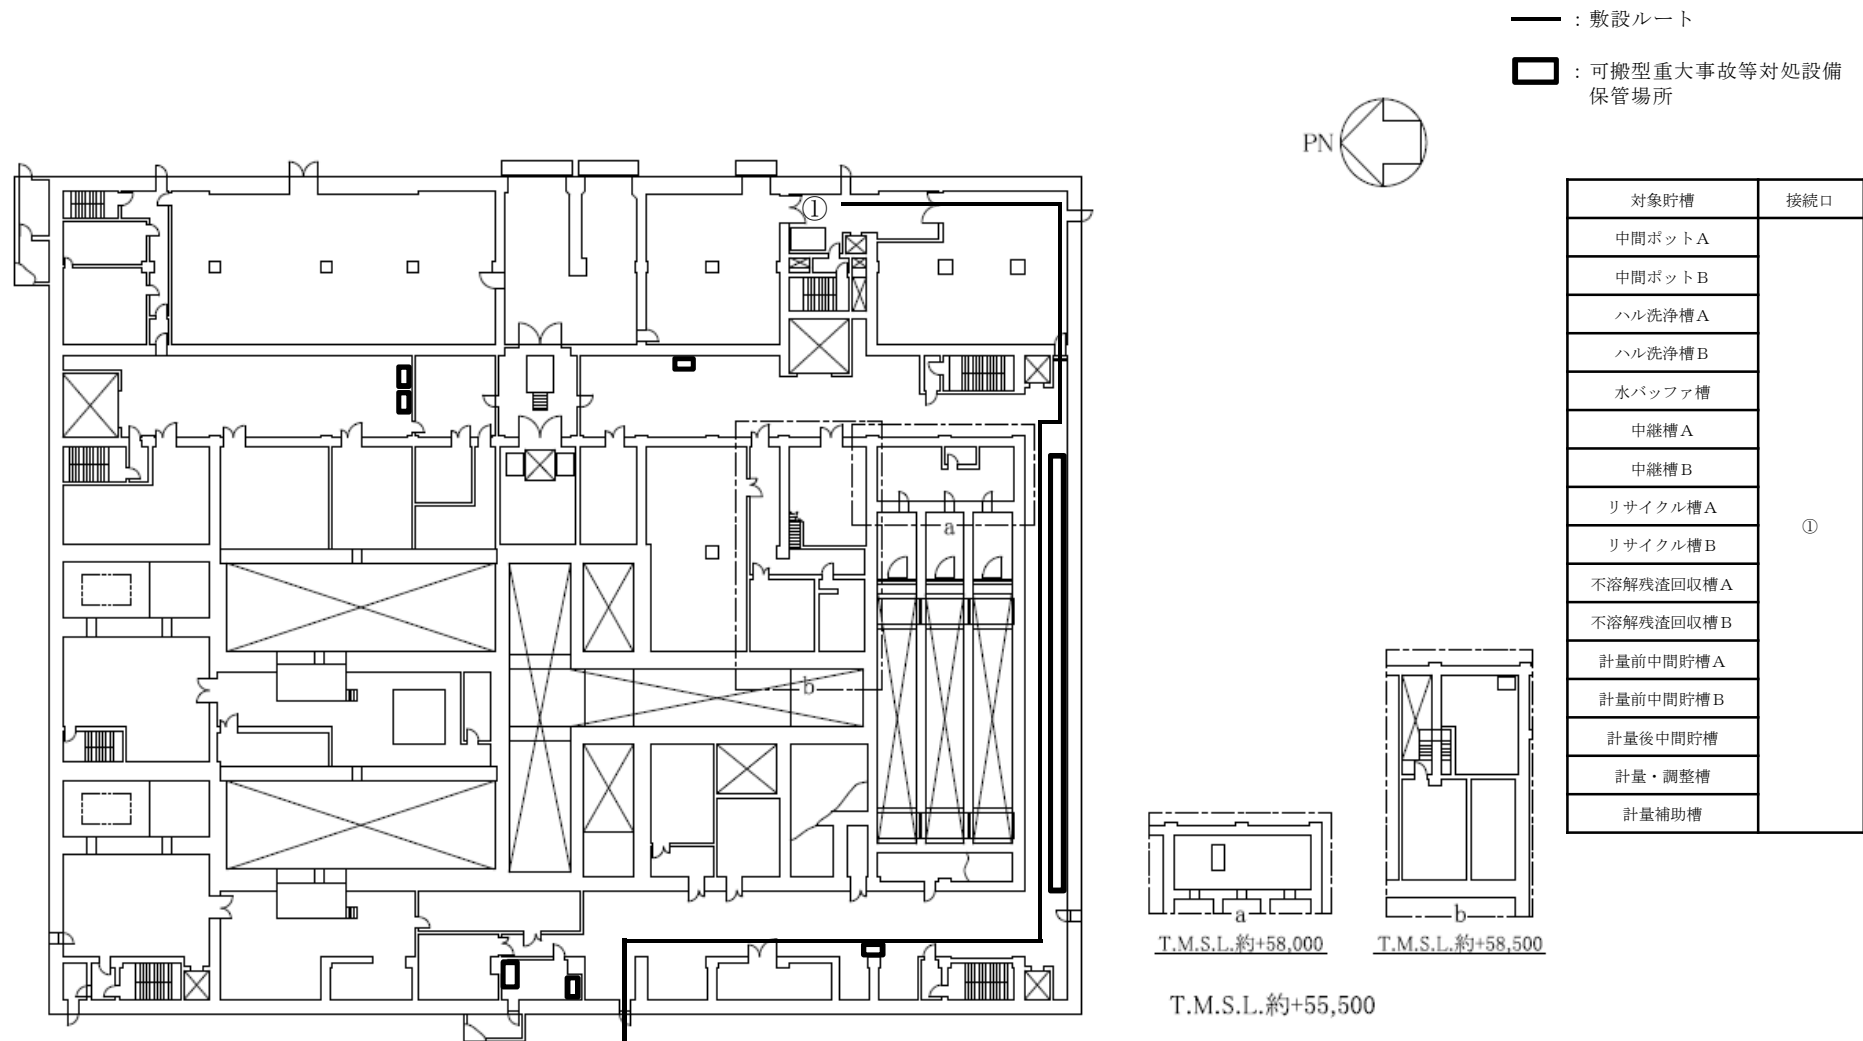 ：敷設ルート
：可搬型重大事故等対処設備
保管場所
PN
対象貯槽 接続口
中間ポットA
中間ポットB
ハル洗浄槽A
ハル洗浄槽B
水バッファ槽
中継槽A
中継槽B
リサイクル槽A
リサイクル槽B
不溶解残渣回収槽A
不溶解残渣回収槽B
計量前中間貯槽A
計量前中間貯槽B
計量後中間貯槽
計量・調整槽
計量補助槽
①
①
a
b
a
T.M.S.L.約+58,000
b
T.M.S.L.約+58,500
T.M.S.L.約+55,500